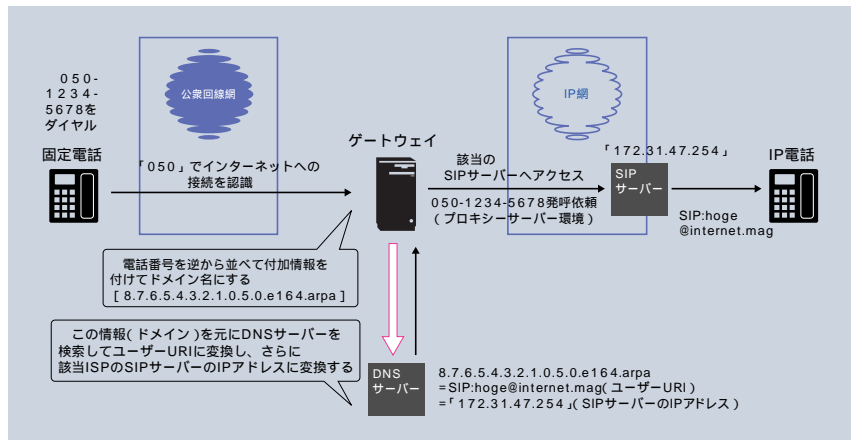 050-
1234-
5678を
ダイヤル
固定電話
公衆回線網
「050」でインターネットへの
接続を認識
ゲートウェイ
IP網
該当の
SIPサーバーへアクセス
050-1234-5678発呼依頼
(プロキシーサーバー環境)
「172.31.47.254」
SIP
サーバー
IP電話
SIP:hoge
@internet.mag
電話番号を逆から並べて付加情報を
付けてドメイン名にする
[8.7.6.5.4.3.2.1.0.5.0.e164.arpa]
この情報(ドメイン)を元にDNSサーバーを
検索してユーザーURIに変換し、さらに
該当ISPのSIPサーバーのIPアドレスに変換する
DNS
サーバー
8.7.6.5.4.3.2.1.0.5.0.e164.arpa
=SIP:hoge@internet.mag(ユーザーURI)
=「172.31.47.254」(SIPサーバーのIPアドレス)